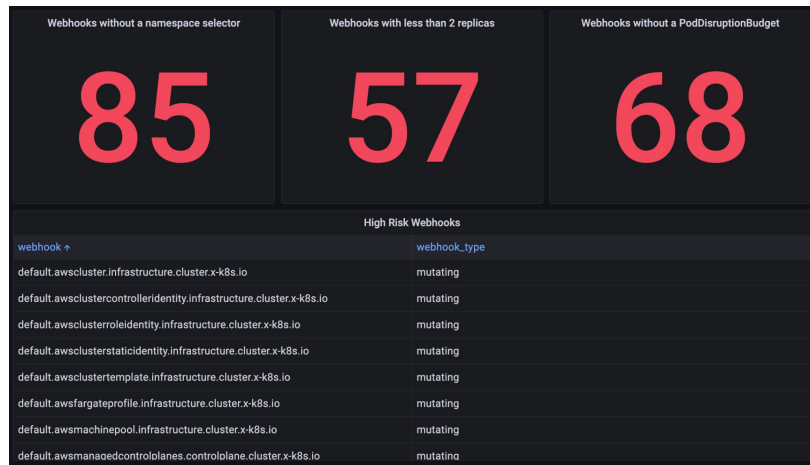 Webhooks without a namespace selector
Webhooks with less than 2 replicas
Webhooks without a PodDisruptionBudget
85
57
68
High Risk Webhooks
webhook ↑
webhook_type
default.awscluster.infrastructure.cluster.x-k8s.io
mutating
default.awsclustercontrolleridentity.infrastructure.cluster.x-k8s.io
mutating
default.awsclusterroleidentity.infrastructure.cluster.x-k8s.io
mutating
default.awsclusterstaticidentity.infrastructure.cluster.x-k8s.io
mutating
default.awsclustertemplate.infrastructure.cluster.x-k8s.io
mutating
default.awsfargateprofile.infrastructure.cluster.x-k8s.io
mutating
default.awsmachinepool.infrastructure.cluster.x-k8s.io
mutating
default.awsmanagedcontrolplanes.controlplane.cluster.x-k8s.io
mutating